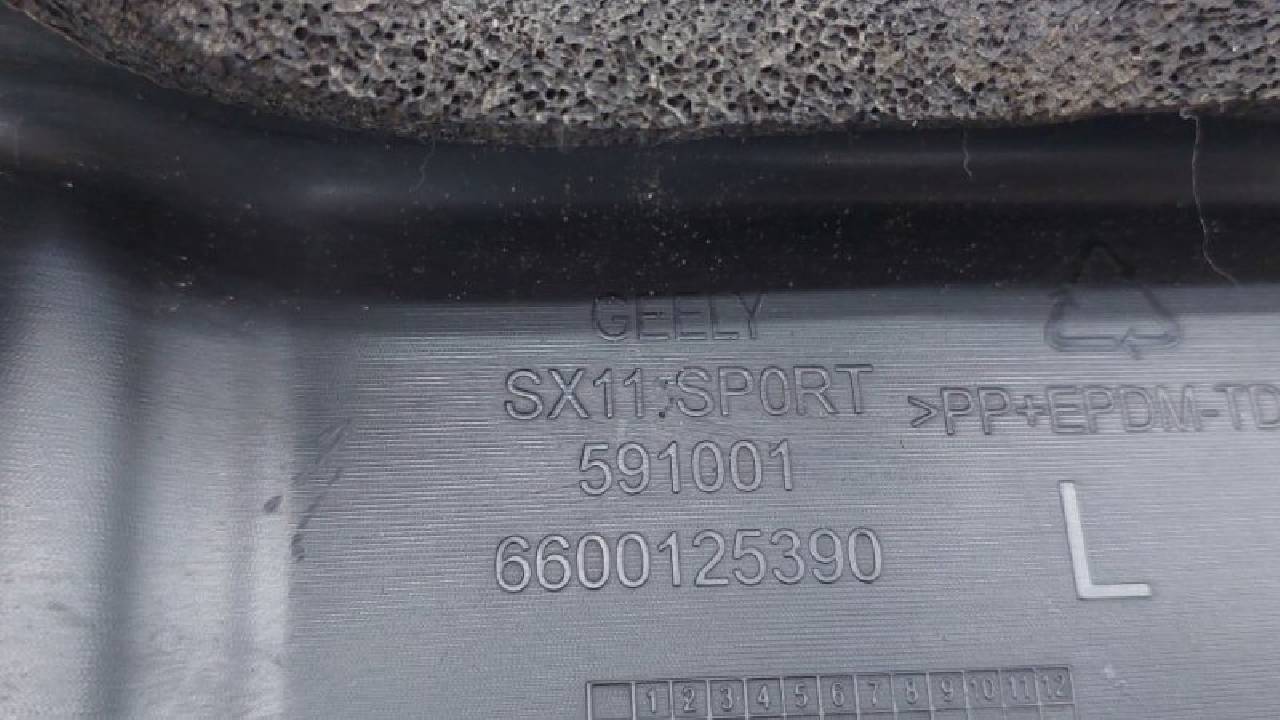 GEELY
SX11.SPORT
591001
6600125390
>PP+EPDM-TD
L
1 2 3 4 5 6 7 8 9 10 11 12